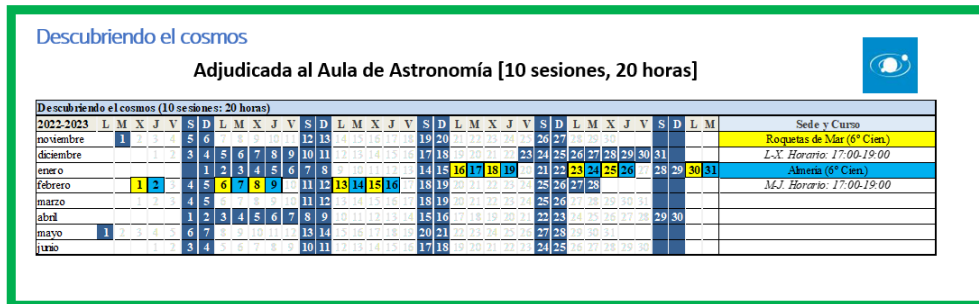 Descubriendo el cosmos
Adjudicada al Aula de Astronomía [10 sesiones, 20 horas]
Descubriendo el cosmos (10 sesiones: 20 horas)
2022-2023 L M X J V S D L M X J V S D L M X J V S D L M X J V S D L M X J V S D L M Sede y Curso
noviembre 1 2 3 4 5 6 7 8 9 10 11 12 13 14 15 16 17 18 19 20 21 22 23 24 25 26 27 28 29 30 Roquetas de Mar (6º Cien.)
diciembre 1 2 3 4 5 6 7 8 9 10 11 12 13 14 15 16 17 18 19 20 21 22 23 24 25 26 27 28 29 30 31 L-X. Horario: 17:00-19:00
enero 1 2 3 4 5 6 7 8 9 10 11 12 13 14 15 16 17 18 19 20 21 22 23 24 25 26 27 28 29 30 31 Almería (6º Cien.)
febrero 1 2 3 4 5 6 7 8 9 10 11 12 13 14 15 16 17 18 19 20 21 22 23 24 25 26 27 28 M-J. Horario: 17:00-19:00
marzo 1 2 3 4 5 6 7 8 9 10 11 12 13 14 15 16 17 18 19 20 21 22 23 24 25 26 27 28 29 30 31
abril 1 2 3 4 5 6 7 8 9 10 11 12 13 14 15 16 17 18 19 20 21 22 23 24 25 26 27 28 29 30
mayo 1 2 3 4 5 6 7 8 9 10 11 12 13 14 15 16 17 18 19 20 21 22 23 24 25 26 27 28 29 30 31
junio 1 2 3 4 5 6 7 8 9 10 11 12 13 14 15 16 17 18 19 20 21 22 23 24 25 26 27 28 29 30